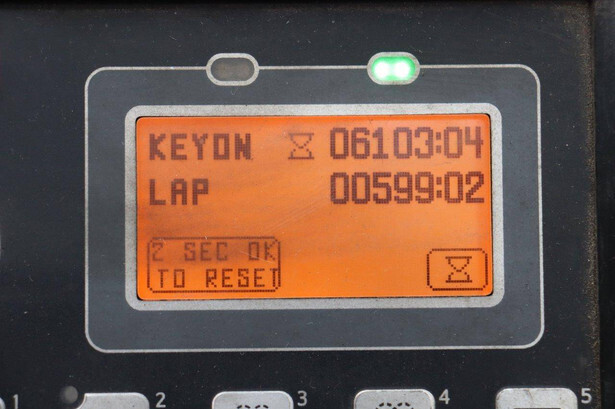 KEYON 06103:04
LAP 00599:02
2 SEC OK
TO RESET
1 2 3 4 5